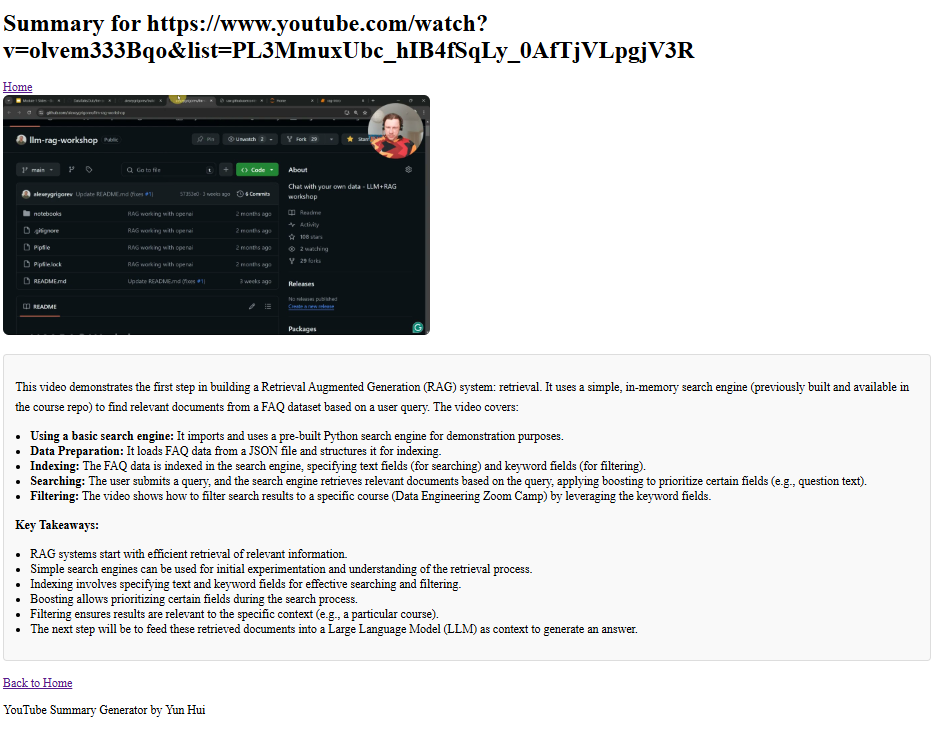 Summary for https://www.youtube.com/watch?
v=olvem333Bqo&list=PL3MmuxUbc_hIB4fSqLy_0AfTjVLpgjV3R
Home
github.com/alexeygrigorev/llm-rag-workshop
llm-rag-workshop Public
Pin Unwatch 2 Fork 29 Star
main Go to file t + Code About
Chat with your own data - LLM+RAG
workshop
alexeygrigorev Update README.md (fixes #1) 3735260 · 2 weeks ago 6 Commits
notebooks RAG working with openai 2 months ago Readme
.gitignore RAG working with openai 2 months ago Activity
Pipfile RAG working with openai 2 months ago 2 watching
Pipfile.lock RAG working with openai 2 months ago 29 forks
README.md Update README.md (fixes #1) 3 weeks ago Releases
No releases published
README Create a new release
Packages
This video demonstrates the first step in building a Retrieval Augmented Generation (RAG) system: retrieval. It uses a simple, in-memory search engine (previously built and available in
the course repo) to find relevant documents from a FAQ dataset based on a user query. The video covers:
• Using a basic search engine: It imports and uses a pre-built Python search engine for demonstration purposes.
• Data Preparation: It loads FAQ data from a JSON file and structures it for indexing.
• Indexing: The FAQ data is indexed in the search engine, specifying text fields (for searching) and keyword fields (for filtering).
• Searching: The user submits a query, and the search engine retrieves relevant documents based on the query, applying boosting to prioritize certain fields (e.g., question text).
• Filtering: The video shows how to filter search results to a specific course (Data Engineering Zoom Camp) by leveraging the keyword fields.
Key Takeaways:
• RAG systems start with efficient retrieval of relevant information.
• Simple search engines can be used for initial experimentation and understanding of the retrieval process.
• Indexing involves specifying text and keyword fields for effective searching and filtering.
• Boosting allows prioritizing certain fields during the search process.
• Filtering ensures results are relevant to the specific context (e.g., a particular course).
• The next step will be to feed these retrieved documents into a Large Language Model (LLM) as context to generate an answer.
Back to Home
YouTube Summary Generator by Yun Hui